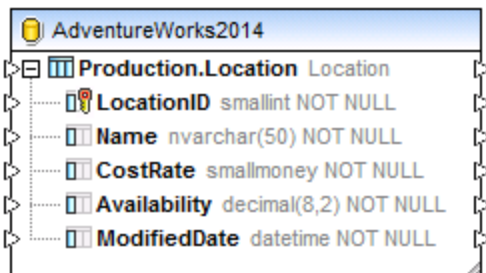 AdventureWorks2014
Production.Location Location
LocationID smallint NOT NULL
Name nvarchar(50) NOT NULL
CostRate smallmoney NOT NULL
Availability decimal(8,2) NOT NULL
ModifiedDate datetime NOT NULL